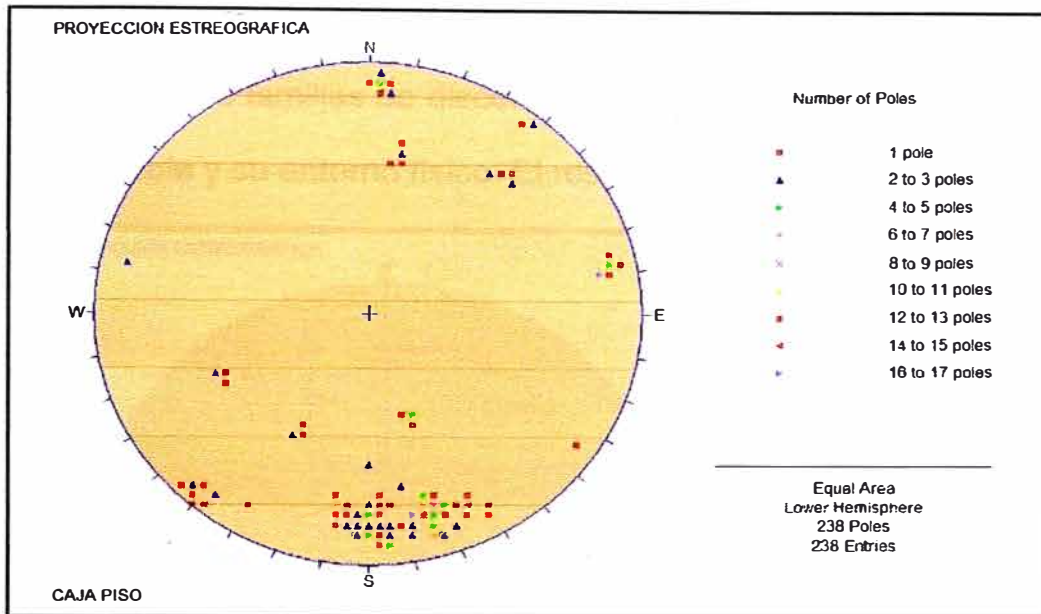 PROYECCION ESTREOGRAFICA
N
W
E
S
Number of Poles
1 pole
2 to 3 poles
4 to 5 poles
6 to 7 poles
8 to 9 poles
10 to 11 poles
12 to 13 poles
14 to 15 poles
16 to 17 poles
Equal Area
Lower Hemisphere
238 Poles
238 Entries
CAJA PISO